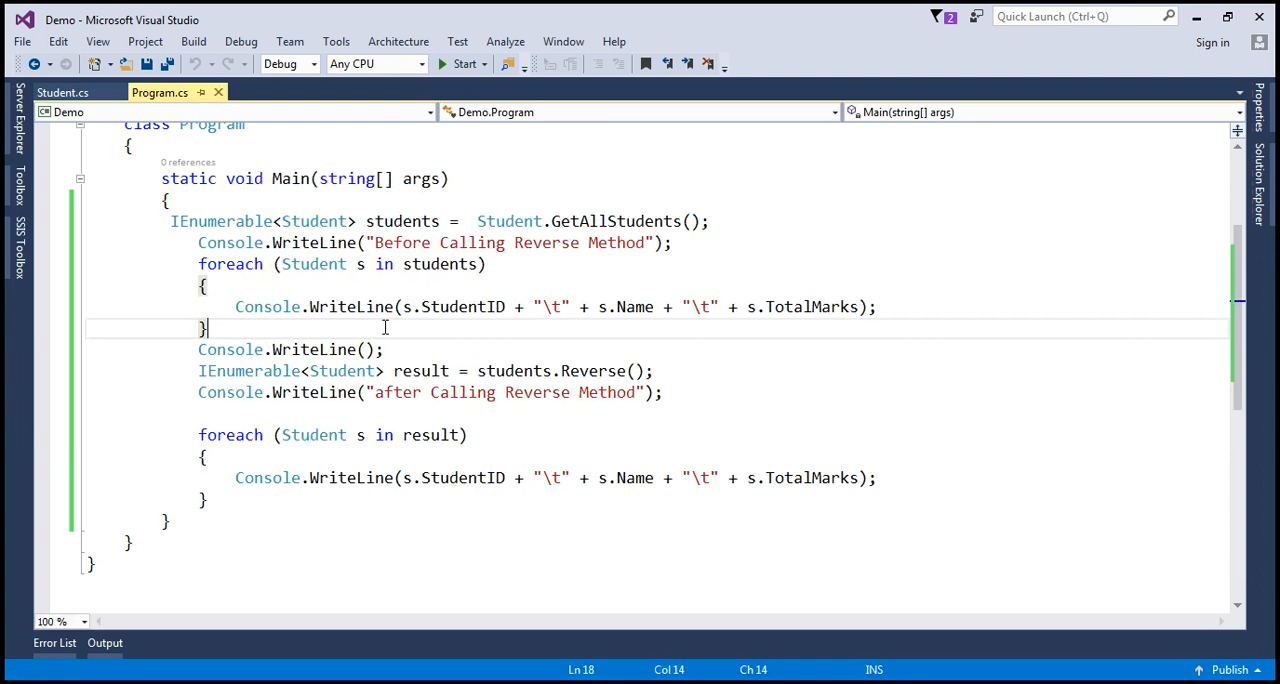 Demo - Microsoft Visual Studio
2
Quick Launch (Ctrl+Q)
File Edit View Project Build Debug Team Tools Architecture Test Analyze Window Help
Sign in
Debug Any CPU Start
Server Explorer
Toolbox
SSIS Toolbox
Student.cs Program.cs
Demo Demo.Program Main(string[] args)
class Program
{
0 references
static void Main(string[] args)
{
IEnumerable<Student> students =  Student.GetAllStudents();
Console.WriteLine("Before Calling Reverse Method");
foreach (Student s in students)
{
Console.WriteLine(s.StudentID + "\t" + s.Name + "\t" + s.TotalMarks);
}
Console.WriteLine();
IEnumerable<Student> result = students.Reverse();
Console.WriteLine("after Calling Reverse Method");
foreach (Student s in result)
{
Console.WriteLine(s.StudentID + "\t" + s.Name + "\t" + s.TotalMarks);
}
}
}
}
Properties
Solution Explorer
100 %
Error List Output
Ln 18 Col 14 Ch 14 INS Publish